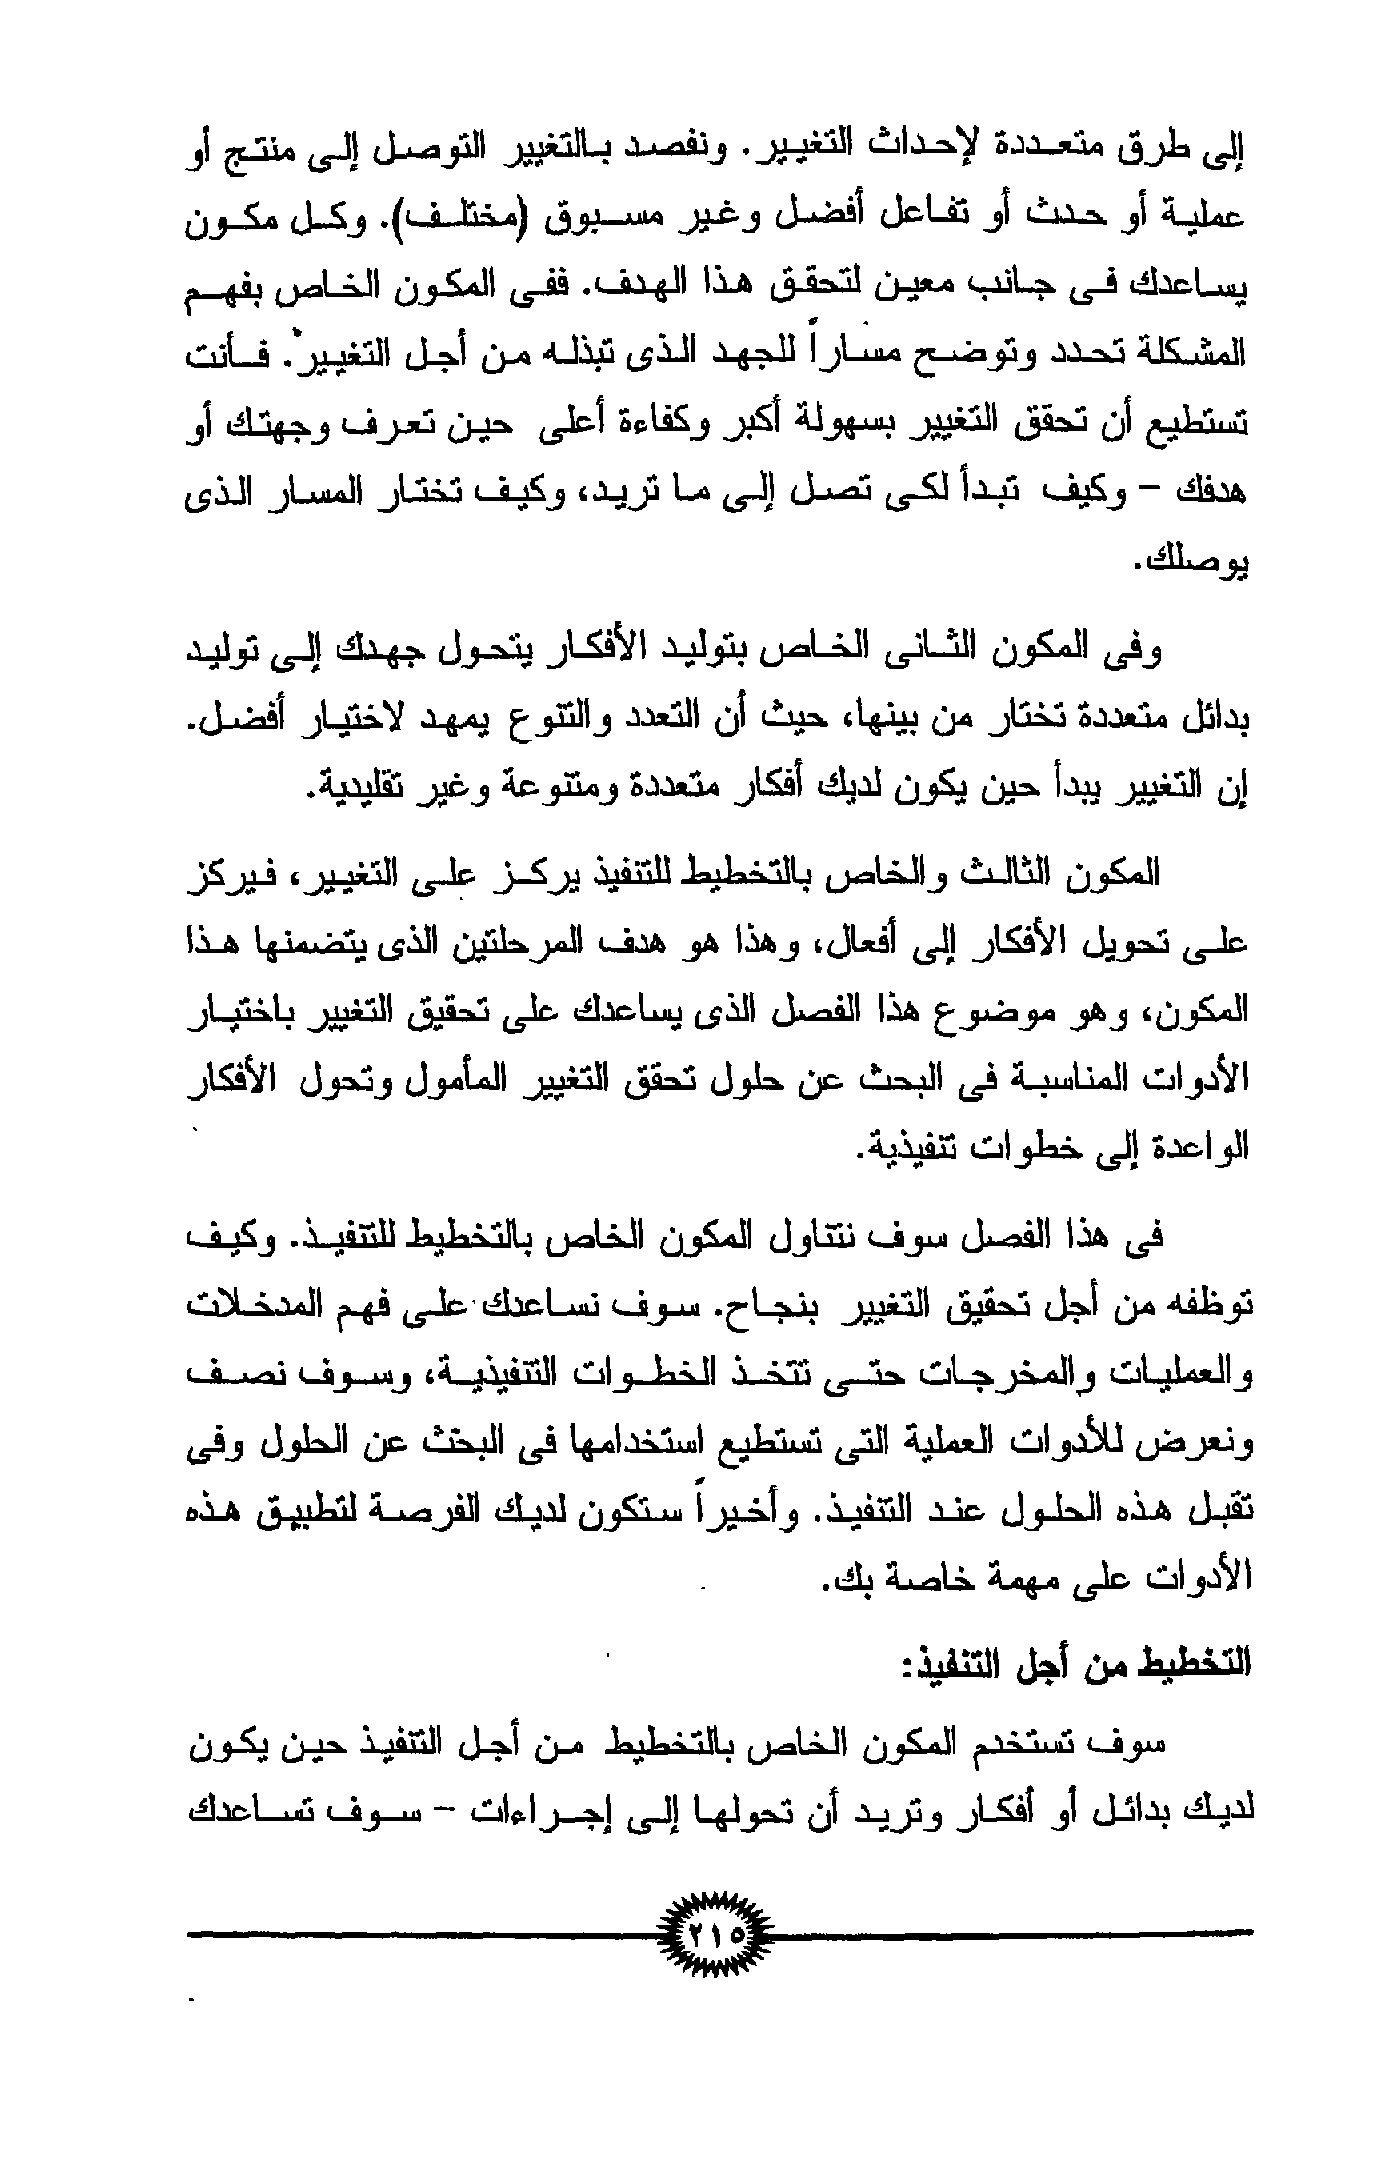 إلى طرق متعددة لإحداث التغيير. ونقصد بالتغيير التوصل إلى منتج أو
عملية أو حدث أو تفاعل أفضل وغير مسبوق (مختلف). وكل مكون
يساعدك فى جانب معين لتحقق هذا الهدف. ففى المكون الخاص بفهم
المشكلة تحدد وتوضح مساراً للجهد الذى تبذله من أجل التغيير. فأنت
تستطيع أن تحقق التغيير بسهولة أكبر وكفاءة أعلى حين تعرف وجهتك أو
هدفك - وكيف تبدأ لكى تصل إلى ما تريد، وكيف تختار المسار الذى
يوصلك.
وفى المكون الثانى الخاص بتوليد الأفكار يتحول جهدك إلى توليد
بدائل متعددة تختار من بينها، حيث أن التعدد والتنوع يمهد لاختيار أفضل.
إن التغيير يبدأ حين يكون لديك أفكار متعددة ومتنوعة وغير تقليدية.
المكون الثالث والخاص بالتخطيط للتنفيذ يركز على التغيير، فيركز
على تحويل الأفكار إلى أفعال، وهذا هو هدف المرحلتين الذى يتضمنها هذا
المكون، وهو موضوع هذا الفصل الذى يساعدك على تحقيق التغيير باختيار
الأدوات المناسبة فى البحث عن حلول تحقق التغيير المأمول وتحول الأفكار
الواعدة إلى خطوات تنفيذية.
فى هذا الفصل سوف نتناول المكون الخاص بالتخطيط للتنفيذ. وكيف
توظفه من أجل تحقيق التغيير بنجاح. سوف نساعدك على فهم المدخلات
والعمليات والمخرجات حتى تتخذ الخطوات التنفيذية، وسوف نصف
ونعرض للأدوات العملية التى تستطيع استخدامها فى البحث عن الحلول وفى
تقبل هذه الحلول عند التنفيذ. وأخيراً ستكون لديك الفرصة لتطبيق هذه
الأدوات على مهمة خاصة بك.
التخطيط من أجل التنفيذ:
سوف تستخدم المكون الخاص بالتخطيط من أجل التنفيذ حين يكون
لديك بدائل أو أفكار وتريد أن تحولها إلى إجراءات - سوف تساعدك
٢١٥